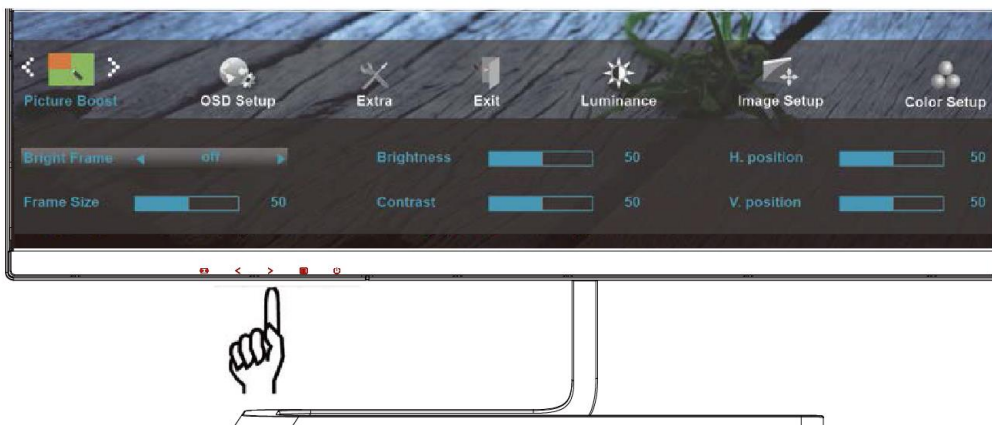 Picture Boost OSD Setup Extra Exit Luminance Image Setup Color Setup
Bright Frame off Brightness 50 H. position 50
Frame Size 50 Contrast 50 V. position 50